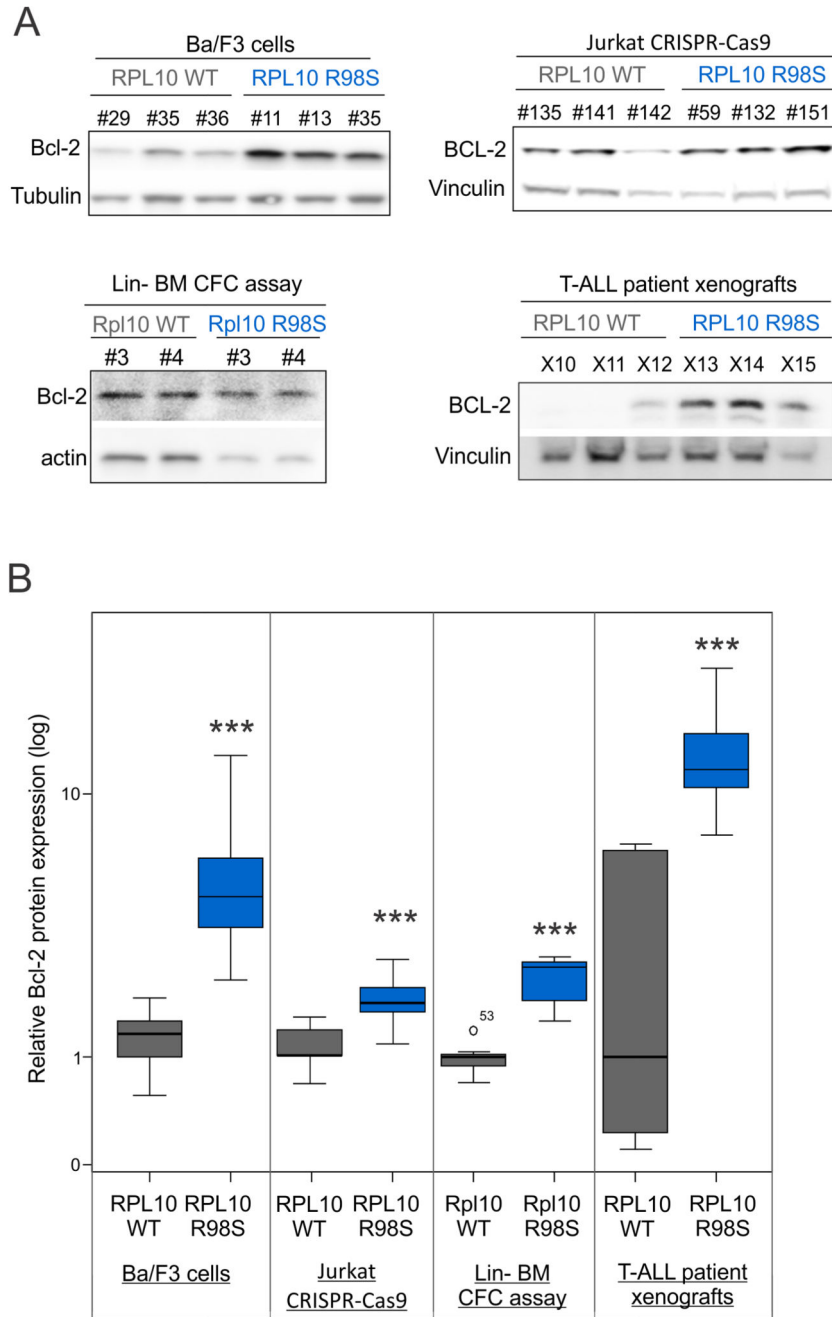 A
Ba/F3 cells
RPL10 WT RPL10 R98S
#29 #35 #36 #11 #13 #35
Bcl-2
Tubulin
Jurkat CRISPR-Cas9
RPL10 WT RPL10 R98S
#135 #141 #142 #59 #132 #151
BCL-2
Vinculin
Lin- BM CFC assay
Rpl10 WT Rpl10 R98S
#3 #4 #3 #4
Bcl-2
actin
T-ALL patient xenografts
RPL10 WT RPL10 R98S
X10 X11 X12 X13 X14 X15
BCL-2
Vinculin
B
Relative Bcl-2 protein expression (log)
10
1
0
***
***
***
***
53
RPL10 WT
RPL10 R98S
Ba/F3 cells
RPL10 WT
RPL10 R98S
Jurkat
CRISPR-Cas9
Rpl10 WT
Rpl10 R98S
Lin- BM
CFC assay
RPL10 WT
RPL10 R98S
T-ALL patient
xenografts